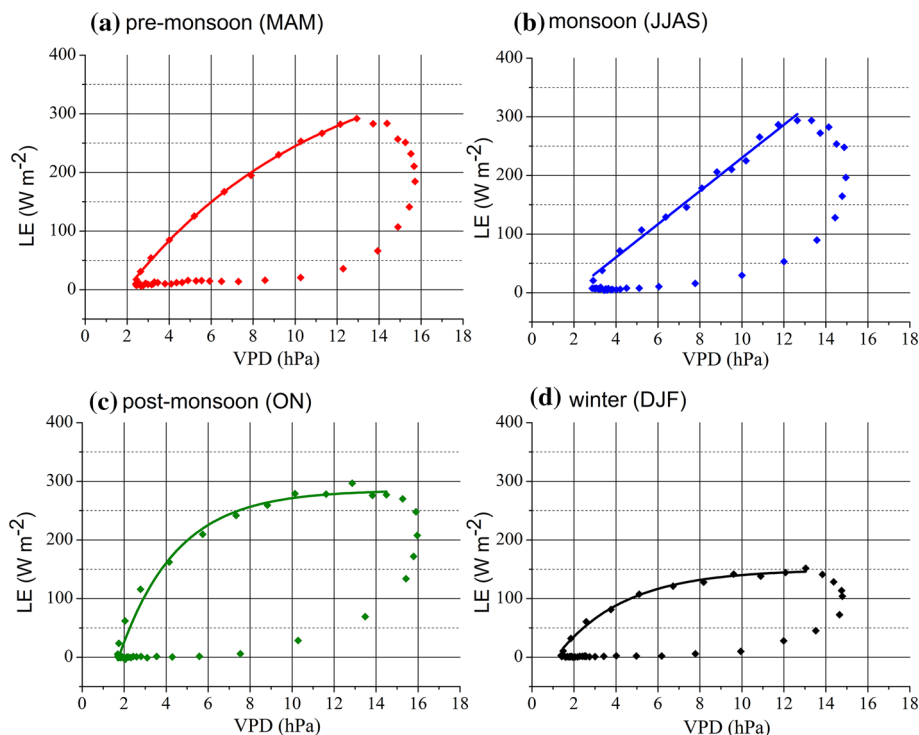 (a) pre-monsoon (MAM)
400
300
200
100
0
LE (W m-2)
0 2 4 6 8 10 12 14 16 18
VPD (hPa)
(b) monsoon (JJAS)
400
300
200
100
0
LE (W m-2)
0 2 4 6 8 10 12 14 16 18
VPD (hPa)
(c) post-monsoon (ON)
400
300
200
100
0
LE (W m-2)
0 2 4 6 8 10 12 14 16 18
VPD (hPa)
(d) winter (DJF)
400
300
200
100
0
LE (W m-2)
0 2 4 6 8 10 12 14 16 18
VPD (hPa)